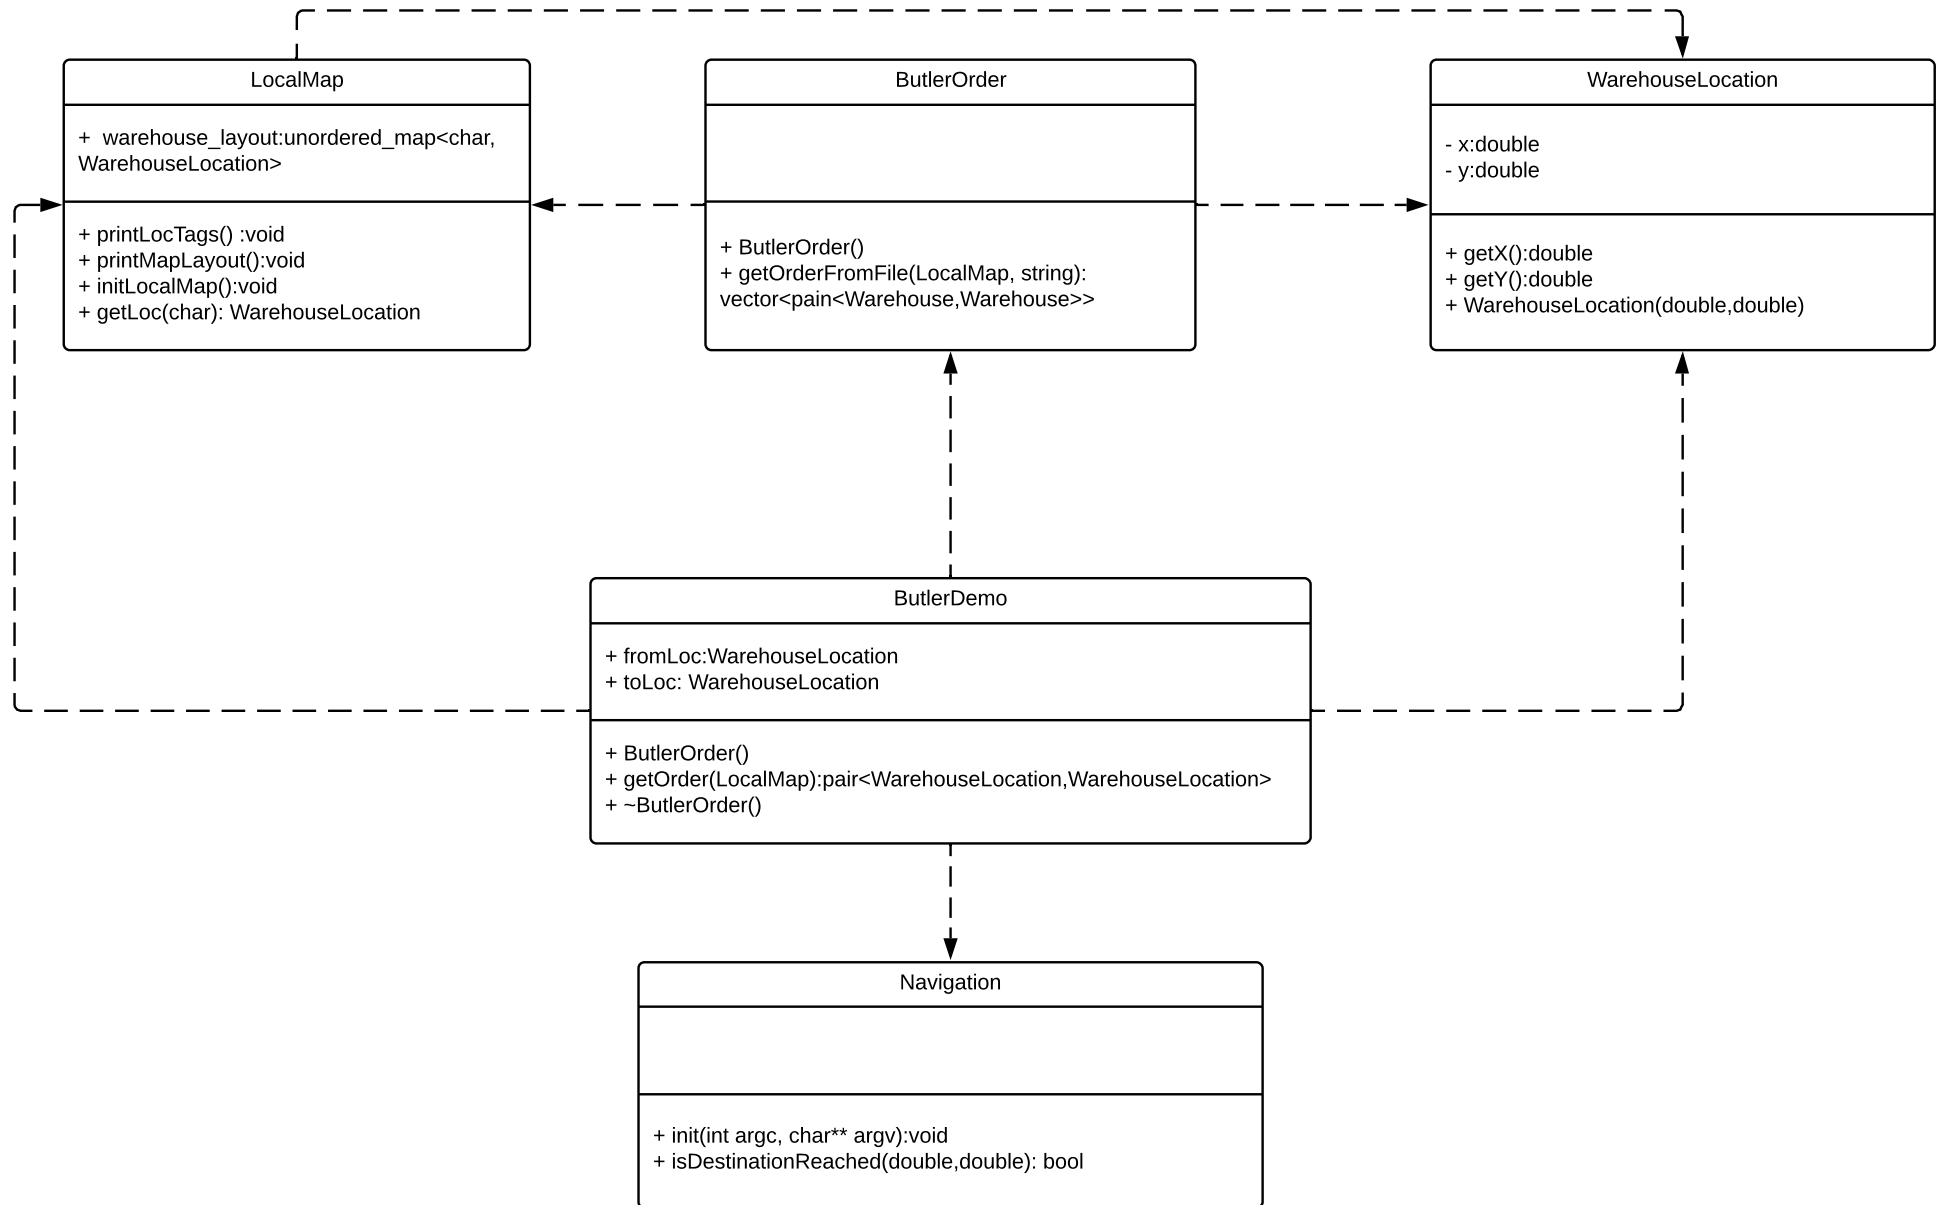 LocalMap
+  warehouse_layout:unordered_map<char,
WarehouseLocation>
+ printLocTags() :void
+ printMapLayout():void
+ initLocalMap():void
+ getLoc(char): WarehouseLocation
ButlerOrder
+ ButlerOrder()
+ getOrderFromFile(LocalMap, string):
vector<pain<Warehouse,Warehouse>>
WarehouseLocation
- x:double
- y:double
+ getX():double
+ getY():double
+ WarehouseLocation(double,double)
ButlerDemo
+ fromLoc:WarehouseLocation
+ toLoc: WarehouseLocation
+ ButlerOrder()
+ getOrder(LocalMap):pair<WarehouseLocation,WarehouseLocation>
+ ~ButlerOrder()
Navigation
+ init(int argc, char** argv):void
+ isDestinationReached(double,double): bool